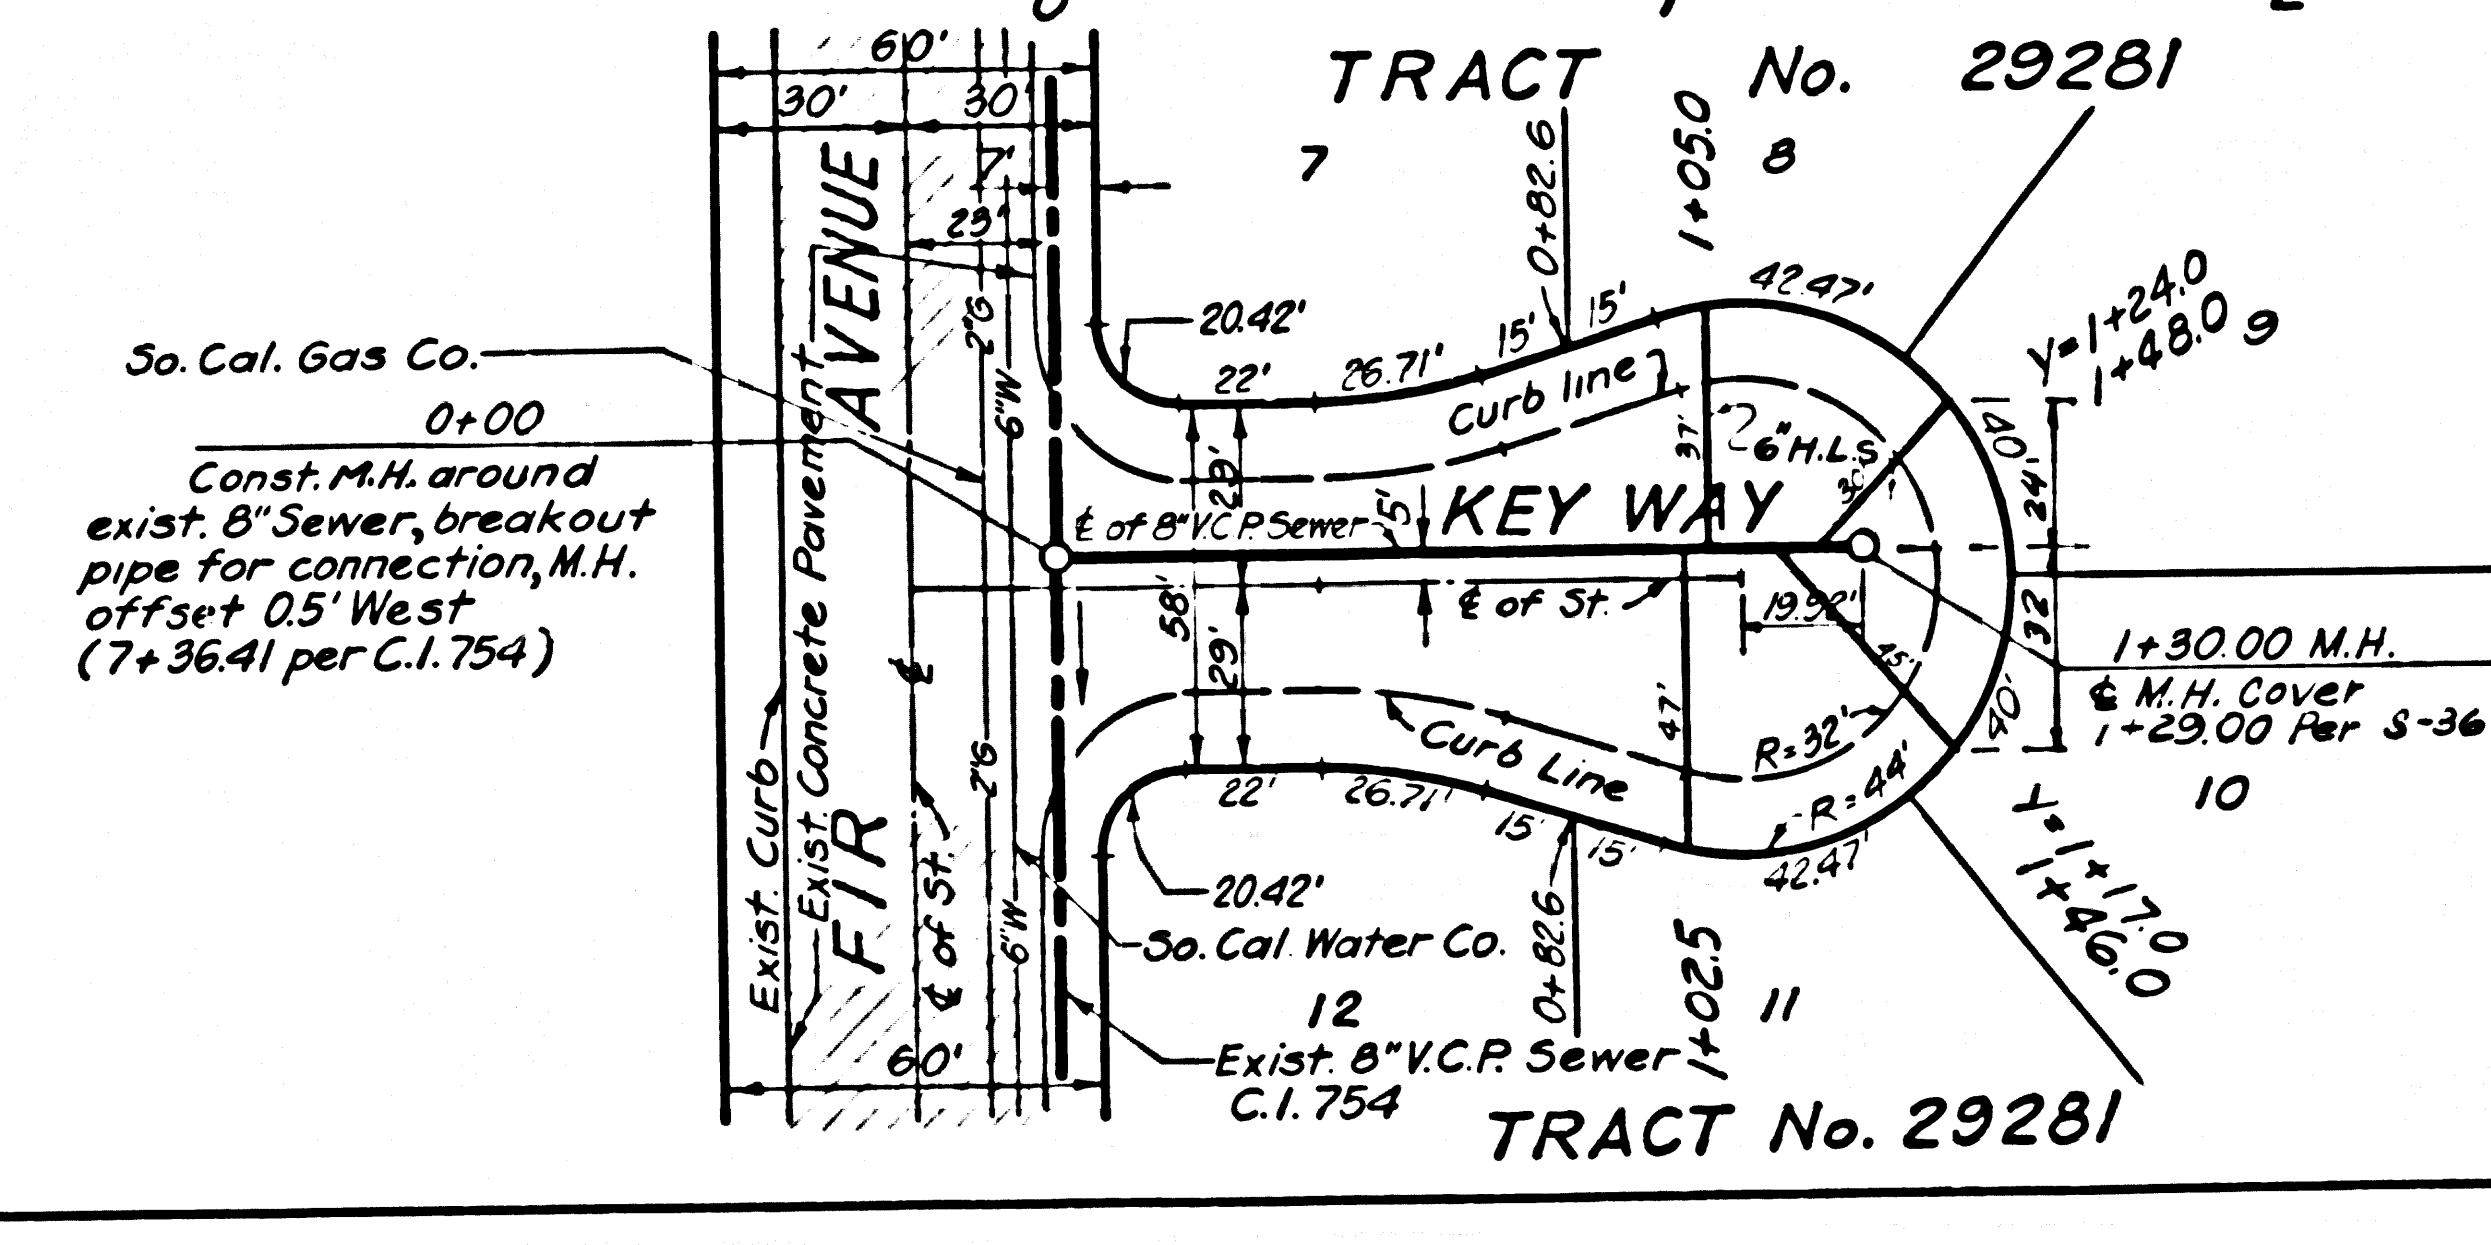 60'
30' 30'
TRACT No. 29281
7
8
7'
23'
0+82.6
1+05.0
AVENUE
2"G
6"W
20.42'
22'
26.71'
15'
15'
42.47'
Y=1+24.0
1+48.0
9
So. Cal. Gas Co.
0+00
Const. M.H. around
exist. 8" Sewer, breakout
pipe for connection, M.H.
offset 0.5' West
(7+36.41 per C.I. 754)
Curb line
37'
6" H.L.S
40'
24'
29'
℄ of 8" V.C.P. Sewer
5'
KEY WAY
58'
29'
℄ of St.
19.92'
32
45'
40'
1+30.00 M.H.
℄ M.H. Cover
1+29.00 Per S-36
℄
47'
R=32'
R=44'
Curb Line
22'
26.71'
15'
15'
42.47'
10
Y=1+17.0
1+46.0
Exist. Curb
Exist. Concrete Pavement
FIR
℄ of St.
2"G
6"W
20.42'
So. Cal. Water Co.
0+82.6
1+02.5
12
11
60'
Exist. 8" V.C.P. Sewer
C.I. 754
TRACT No. 29281